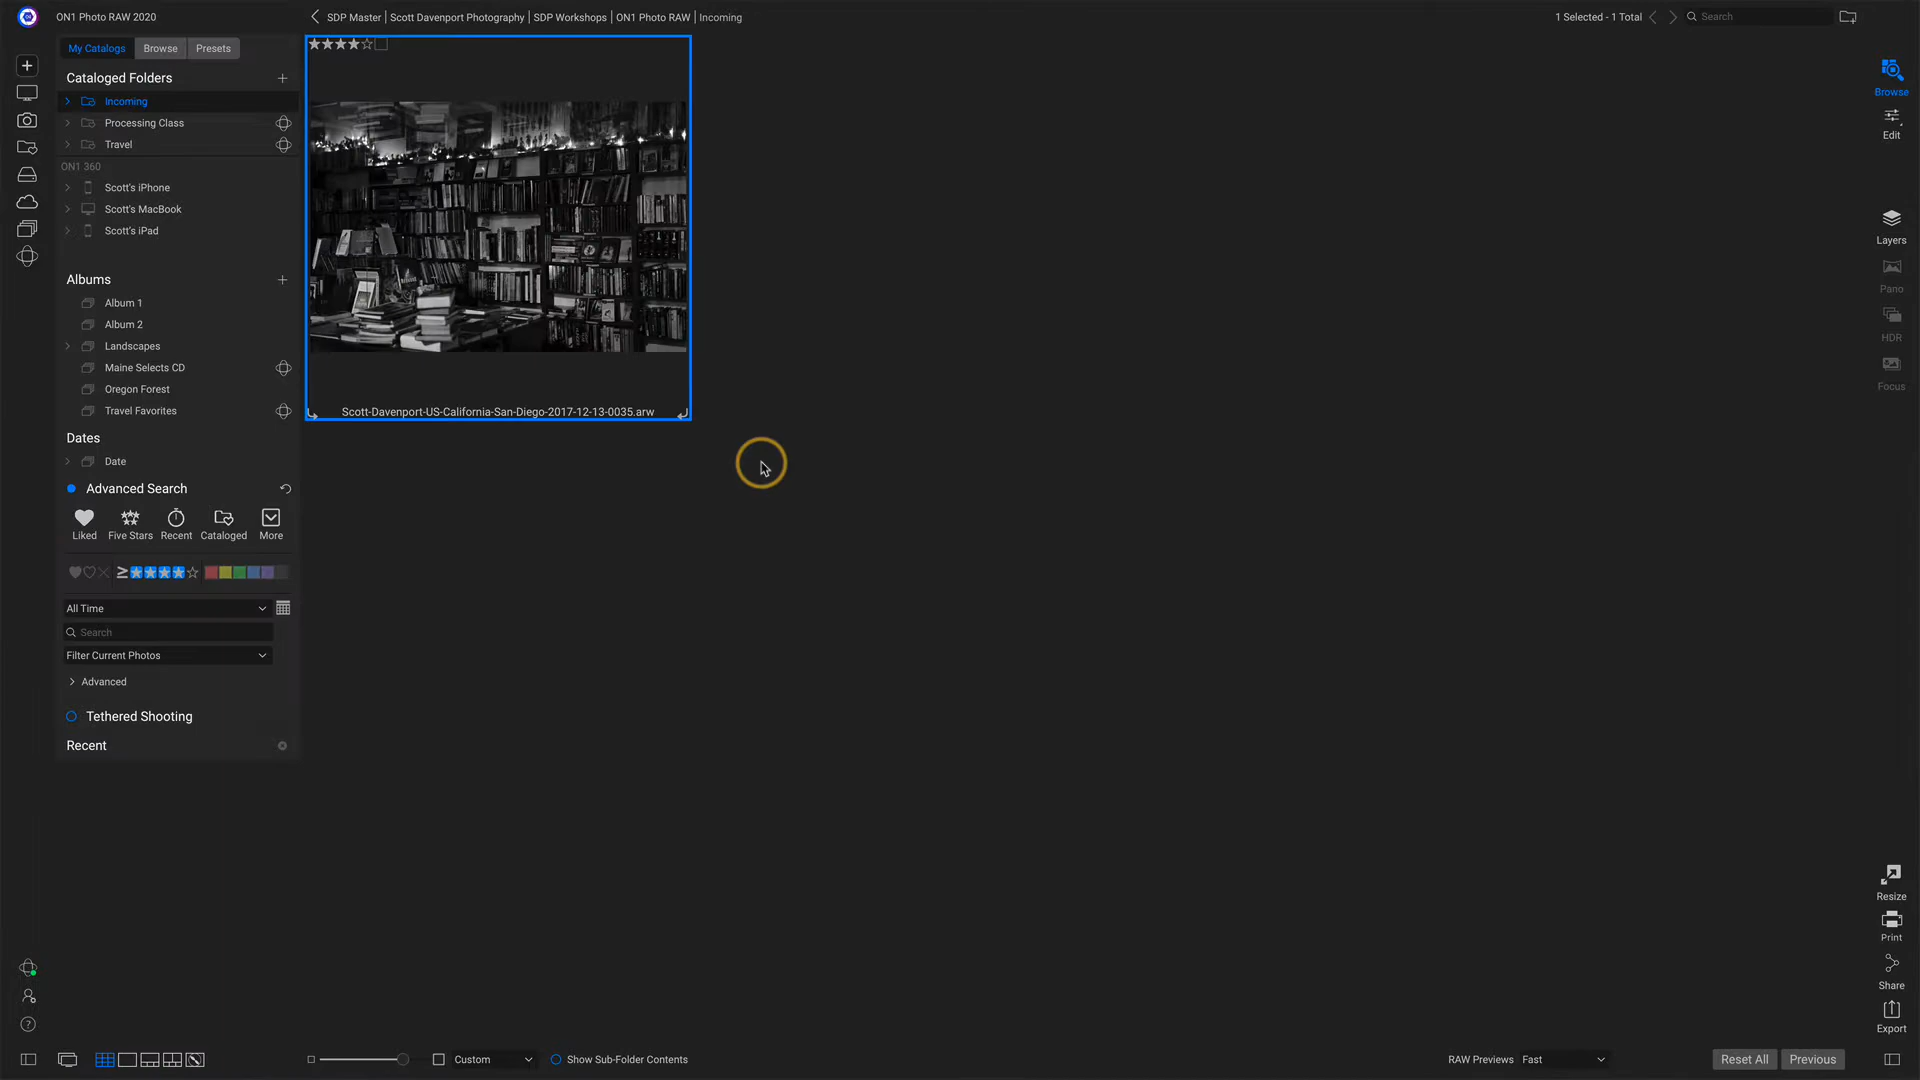 ON1 Photo RAW 2020
SDP Master | Scott Davenport Photography | SDP Workshops | ON1 Photo RAW | Incoming
1 Selected - 1 Total
Search
My Catalogs
Browse
Presets
Cataloged Folders
Incoming
Processing Class
Travel
ON1 360
Scott's iPhone
Scott's MacBook
Scott's iPad
Albums
Album 1
Album 2
Landscapes
Maine Selects CD
Oregon Forest
Travel Favorites
Dates
Date
Advanced Search
Liked
Five Stars
Recent
Cataloged
More
All Time
Search
Filter Current Photos
Advanced
Tethered Shooting
Recent
Scott-Davenport-US-California-San-Diego-2017-12-13-0035.arw
Browse
Edit
Layers
Pano
HDR
Focus
Resize
Print
Share
Export
Custom
Show Sub-Folder Contents
RAW Previews Fast
Reset All
Previous